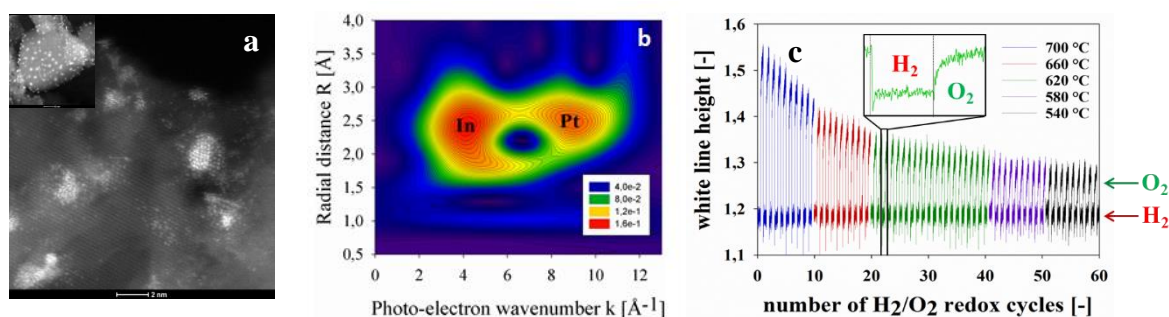 a
2 nm
b
4,0
3,5
3,0
2,5
2,0
1,5
1,0
0,5
Radial distance R [Å]
In
Pt
4,0e-2
8,0e-2
1,2e-1
1,6e-1
0 2 4 6 8 10 12
Photo-electron wavenumber k [Å⁻¹]
c
1,6
1,5
1,4
1,3
1,2
1,1
white line height [-]
H₂
O₂
700 °C
660 °C
620 °C
580 °C
540 °C
O₂
H₂
0 10 20 30 40 50 60
number of H2/O2 redox cycles [-]